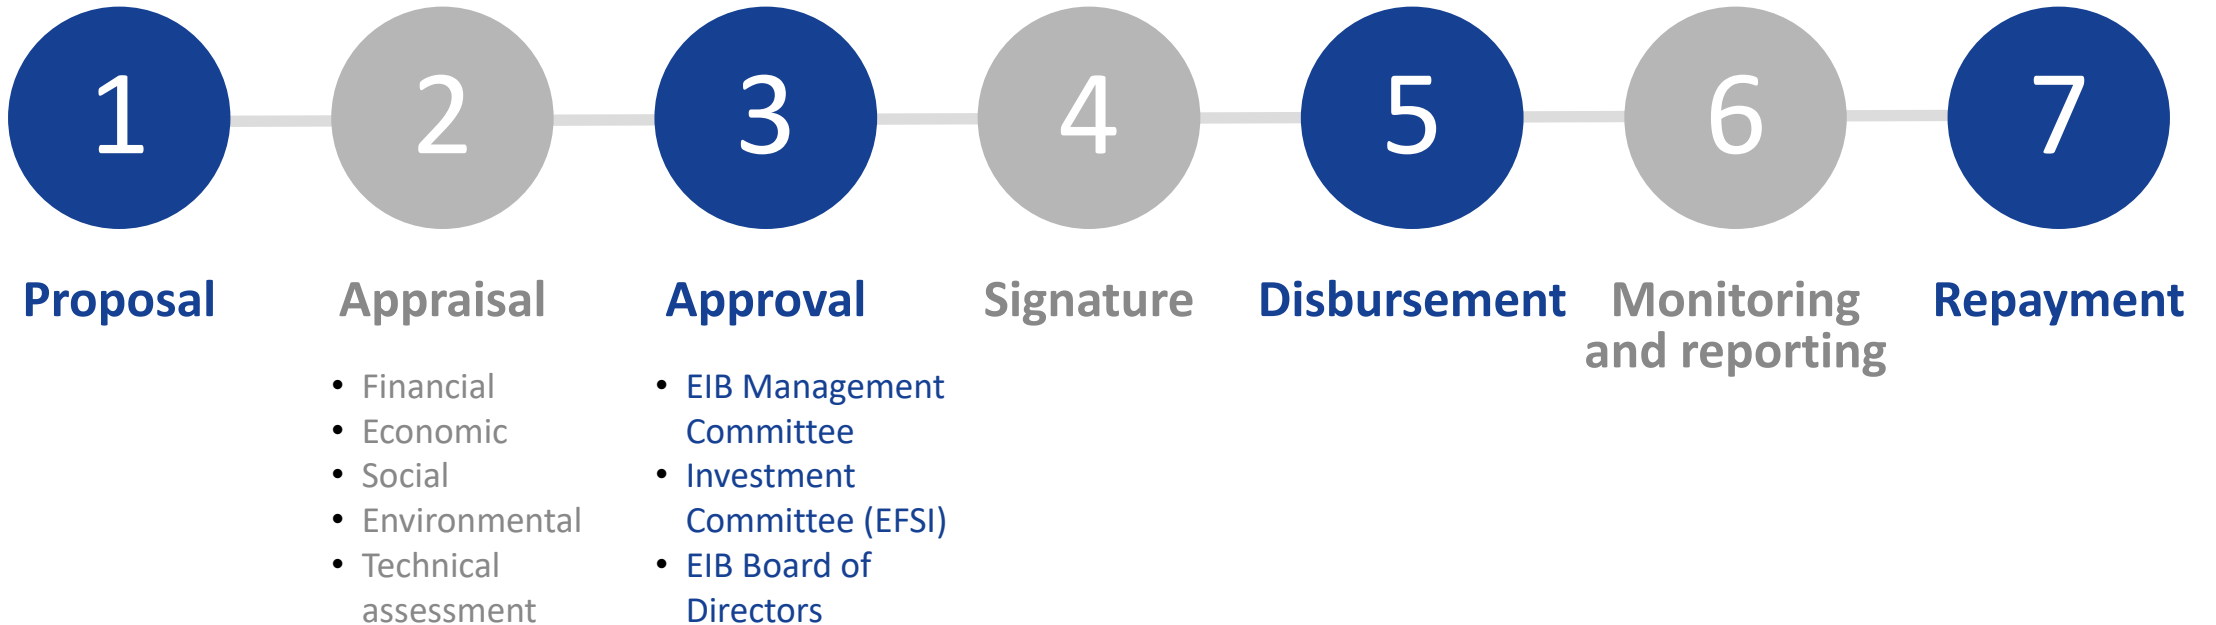 1 2 3 4 5 6 7
Proposal Appraisal Approval Signature Disbursement Monitoring and reporting Repayment
• Financial
• Economic
• Social
• Environmental
• Technical
assessment
• EIB Management
Committee
• Investment
Committee (EFSI)
• EIB Board of
Directors